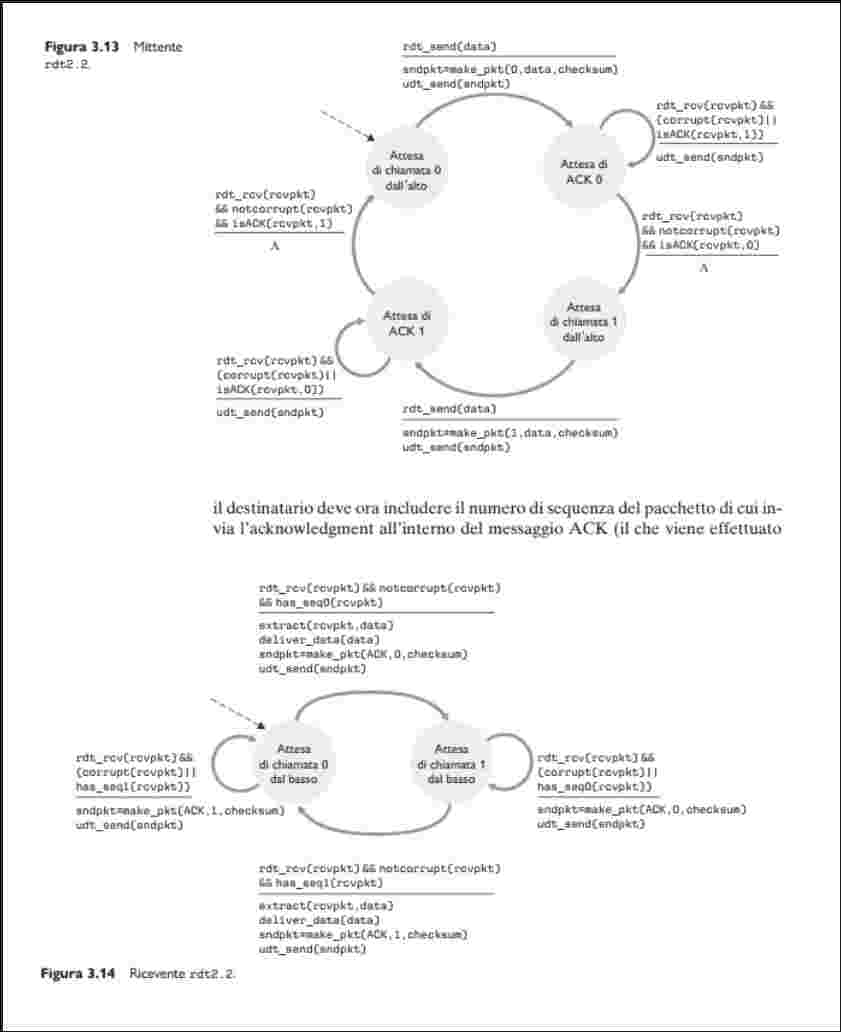 Figura 3.13 Mittente
rdt2.2.
rdt_send(data)
sndpkt=make_pkt(0,data,checksum)
udt_send(sndpkt)
rdt_rcv(rcvpkt) &&
(corrupt(rcvpkt)||
isACK(rcvpkt,1))
udt_send(sndpkt)
Attesa
di chiamata 0
dall'alto
Attesa di
ACK 0
rdt_rcv(rcvpkt)
&& notcorrupt(rcvpkt)
&& isACK(rcvpkt,1)
Λ
rdt_rcv(rcvpkt)
&& notcorrupt(rcvpkt)
&& isACK(rcvpkt,0)
Λ
Attesa di
ACK 1
Attesa
di chiamata 1
dall'alto
rdt_rcv(rcvpkt) &&
(corrupt(rcvpkt)||
isACK(rcvpkt,0))
udt_send(sndpkt)
rdt_send(data)
sndpkt=make_pkt(1,data,checksum)
udt_send(sndpkt)
il destinatario deve ora includere il numero di sequenza del pacchetto di cui in-
via l'acknowledgment all'interno del messaggio ACK (il che viene effettuato
rdt_rcv(rcvpkt) && notcorrupt(rcvpkt)
&& has_seq0(rcvpkt)
extract(rcvpkt,data)
deliver_data(data)
sndpkt=make_pkt(ACK,0,checksum)
udt_send(sndpkt)
rdt_rcv(rcvpkt) &&
(corrupt(rcvpkt)||
has_seq1(rcvpkt))
sndpkt=make_pkt(ACK,1,checksum)
udt_send(sndpkt)
Attesa
di chiamata 0
dal basso
Attesa
di chiamata 1
dal basso
rdt_rcv(rcvpkt) &&
(corrupt(rcvpkt)||
has_seq0(rcvpkt))
sndpkt=make_pkt(ACK,0,checksum)
udt_send(sndpkt)
rdt_rcv(rcvpkt) && notcorrupt(rcvpkt)
&& has_seq1(rcvpkt)
extract(rcvpkt,data)
deliver_data(data)
sndpkt=make_pkt(ACK,1,checksum)
udt_send(sndpkt)
Figura 3.14 Ricevente rdt2.2.